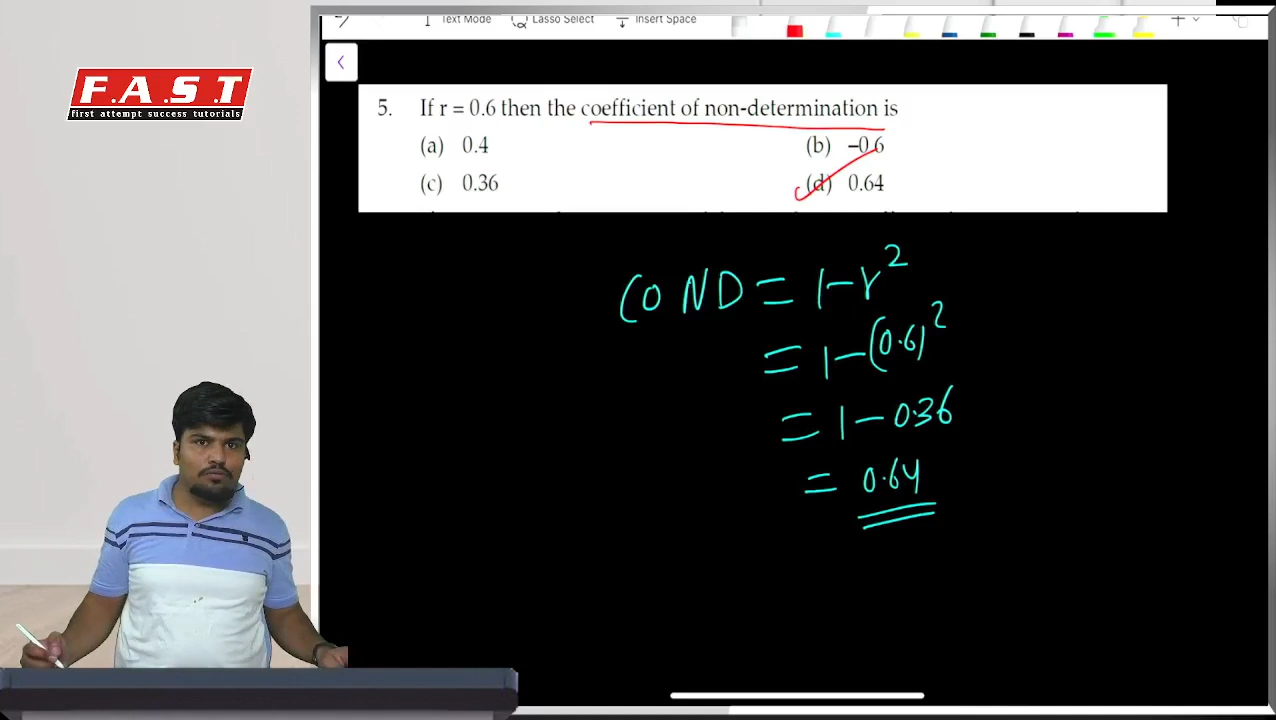 Text Mode Lasso Select Insert Space
F.A.S.T
first attempt success tutorials
5. If r = 0.6 then the coefficient of non-determination is
(a) 0.4 (b) –0.6
(c) 0.36 (d) 0.64
CO ND = 1-r²
= 1-(0.6)²
= 1 - 0.36
= 0.64